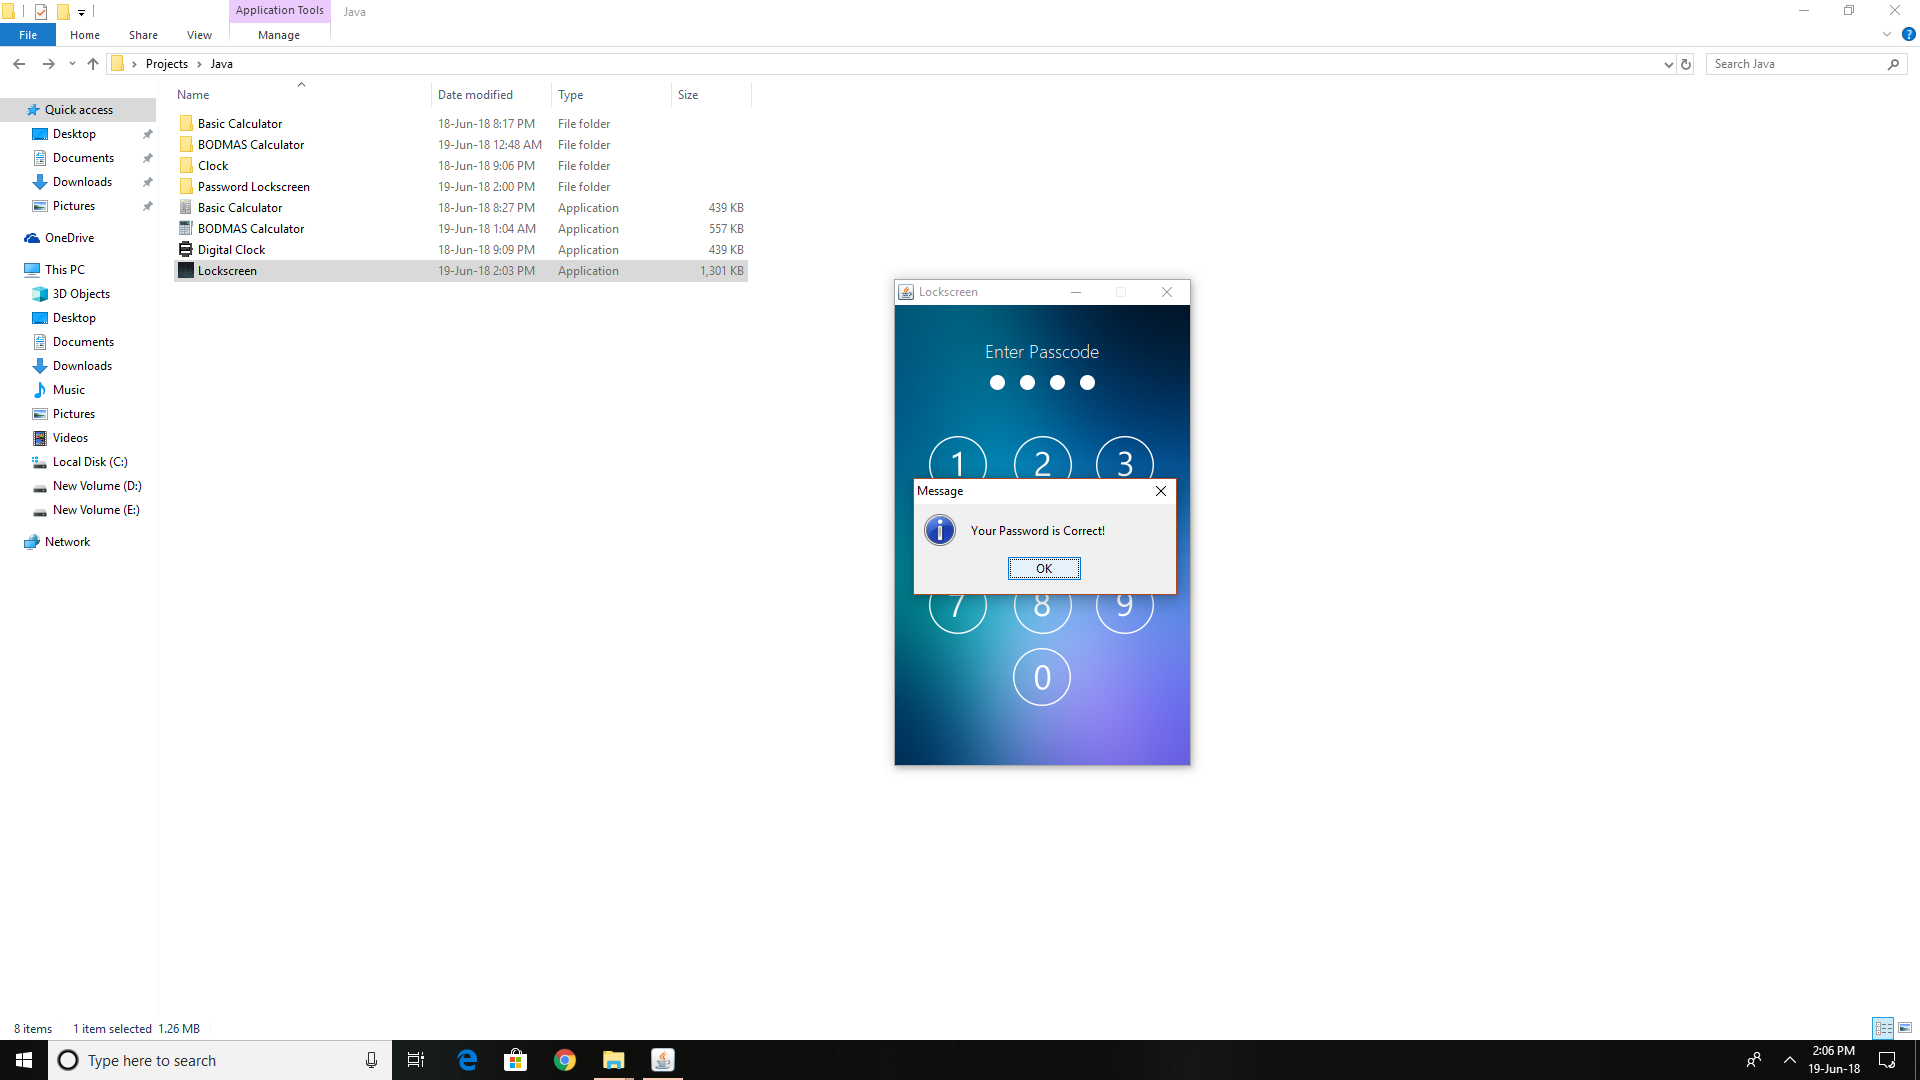 Application Tools Java
File Home Share View Manage
Projects Java Search Java
Name Date modified Type Size
Quick access
Desktop
Documents
Downloads
Pictures
OneDrive
This PC
3D Objects
Desktop
Documents
Downloads
Music
Pictures
Videos
Local Disk (C:)
New Volume (D:)
New Volume (E:)
Network
Basic Calculator 18-Jun-18 8:17 PM File folder
BODMAS Calculator 19-Jun-18 12:48 AM File folder
Clock 18-Jun-18 9:06 PM File folder
Password Lockscreen 19-Jun-18 2:00 PM File folder
Basic Calculator 18-Jun-18 8:27 PM Application 439 KB
BODMAS Calculator 19-Jun-18 1:04 AM Application 557 KB
Digital Clock 18-Jun-18 9:09 PM Application 439 KB
Lockscreen 19-Jun-18 2:03 PM Application 1,301 KB
Lockscreen
Enter Passcode
1 2 3
Message
Your Password is Correct!
OK
7 8 9
0
8 items 1 item selected 1.26 MB
Type here to search
2:06 PM
19-Jun-18